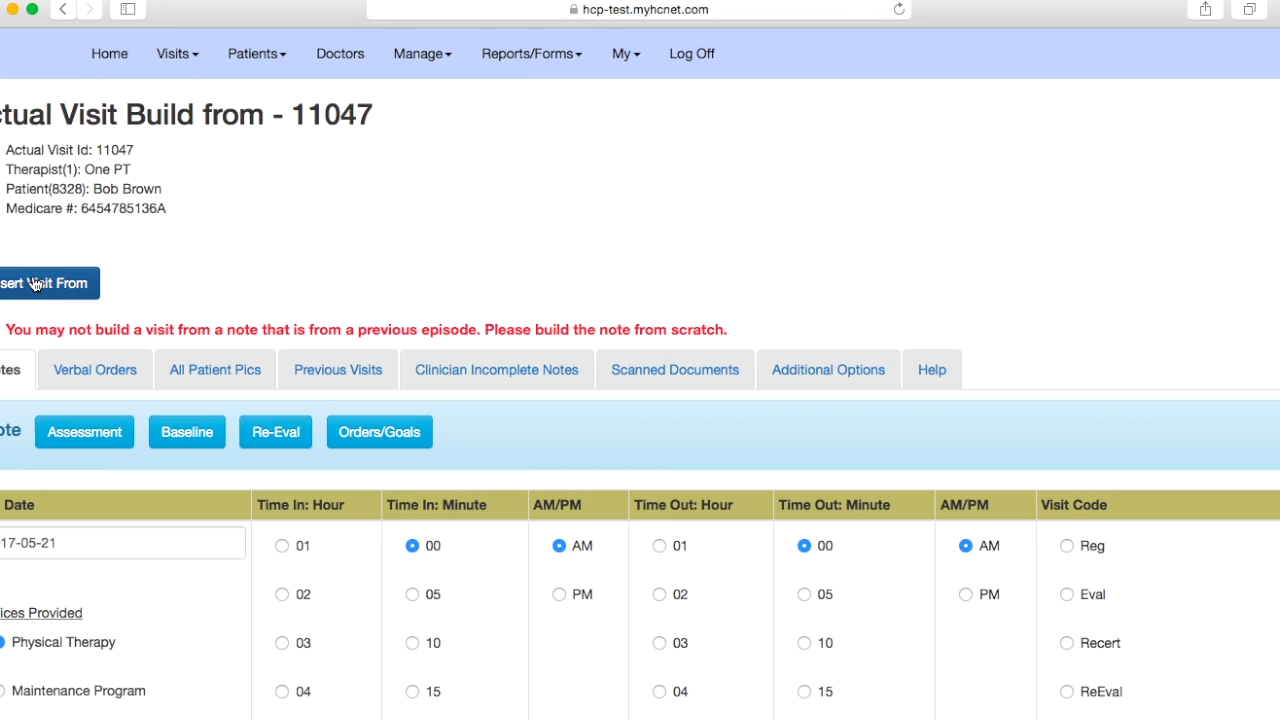 hcp-test.myhcnet.com
Home Visits Patients Doctors Manage Reports/Forms My Log Off
ctual Visit Build from - 11047
Actual Visit Id: 11047
Therapist(1): One PT
Patient(8328): Bob Brown
Medicare #: 6454785136A
sert Visit From
You may not build a visit from a note that is from a previous episode. Please build the note from scratch.
tes Verbal Orders All Patient Pics Previous Visits Clinician Incomplete Notes Scanned Documents Additional Options Help
ote Assessment Baseline Re-Eval Orders/Goals
Date Time In: Hour Time In: Minute AM/PM Time Out: Hour Time Out: Minute AM/PM Visit Code
17-05-21 01 00 AM 01 00 AM Reg
02 05 PM 02 05 PM Eval
ices Provided
Physical Therapy 03 10 03 10 Recert
Maintenance Program 04 15 04 15 ReEval